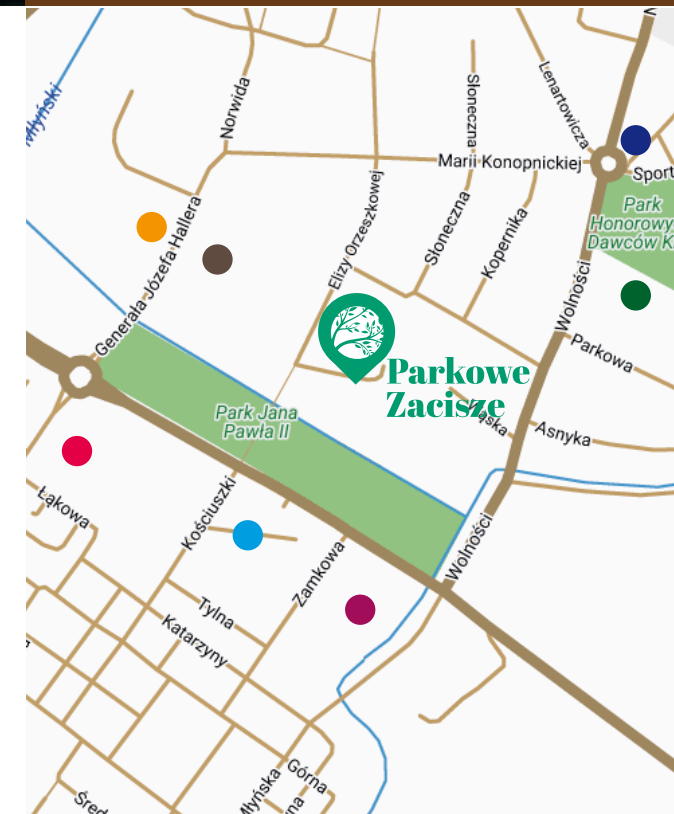 Młyński
Norwida
Słoneczna
Lenartowicza
Marii Konopnickiej
Sport
Park
Honorowy
Dawców K
Generała Józefa Hallera
Elizy Orzeszkowej
Słoneczna
Kopernika
Wolności
Parkowa
Parkowe
Zacisze
Park Jana
Pawła II
Asnyka
Łąkowa
Kościuszki
Zamkowa
Wolności
Tylna
Katarzyny
Górna
Młyńska
Śred